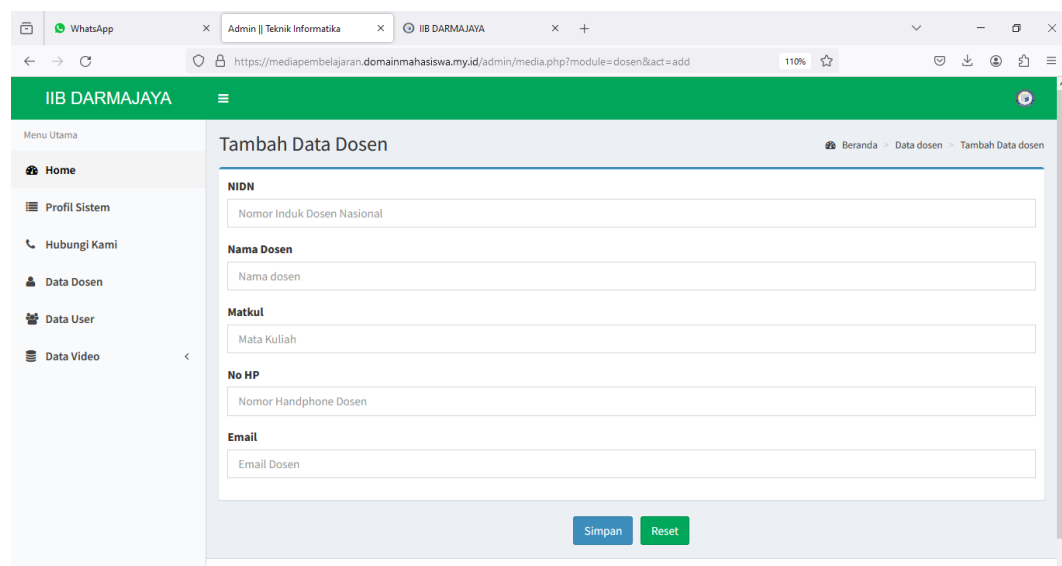 WhatsApp
Admin || Teknik Informatika
IIB DARMAJAYA
https://mediapembelajaran.domainmahasiswa.my.id/admin/media.php?module=dosen&act=add
110%
IIB DARMAJAYA
Menu Utama
Home
Profil Sistem
Hubungi Kami
Data Dosen
Data User
Data Video
Tambah Data Dosen
Beranda > Data dosen > Tambah Data dosen
NIDN
Nomor Induk Dosen Nasional
Nama Dosen
Nama dosen
Matkul
Mata Kuliah
No HP
Nomor Handphone Dosen
Email
Email Dosen
Simpan
Reset